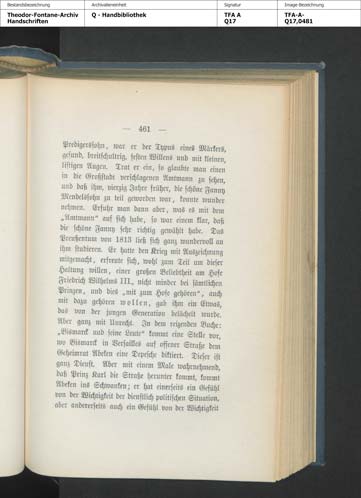 Bestandsbezeichnung
Archivalieneinheit
Signatur
Image-Bezeichnung
Theodor-Fontane-Archiv
Handschriften
Q - Handbibliothek
TFA A
Q17
TFA-A-
Q17,0481
— 461 —
Predigerssohn, war er der Typus eines Märkers,
gesund, breitschultrig, festen Willens und mit kleinen,
listigen Augen. Trat er ein, so glaubte man einen
in die Großstadt verschlagenen Amtmann zu sehen,
und daß ihm, vierzig Jahre früher, die schöne Fanny
Mendelssohn zu teil geworden war, konnte wunder
nehmen. Erfuhr man dann aber, was es mit dem
„Amtmann“ auf sich habe, so war einem klar, daß
die schöne Fanny sehr richtig gewählt habe. Das
Preußentum von 1813 ließ sich ganz wundervoll an
ihm studieren. Er hatte den Krieg mit Auszeichnung
mitgemacht, erfreute sich, wohl zum Teil um dieser
Haltung willen, einer großen Beliebtheit am Hofe
Friedrich Wilhelms III., nicht minder bei sämtlichen
Prinzen, und dies „mit zum Hofe gehören“, auch
mit dazu gehören wollen, gab ihm ein Etwas,
das von der jungen Generation belächelt wurde.
Aber ganz mit Unrecht. In dem reizenden Buche:
„Bismarck und seine Leute“ kommt eine Stelle vor,
wo Bismarck in Versailles auf offener Straße dem
Geheimrat Abeken eine Depesche diktiert. Dieser ist
ganz Dienst. Aber mit einem Male wahrnehmend,
daß Prinz Karl die Straße herunter kommt, kommt
Abeken ins Schwanken; er hat einerseits ein Gefühl
von der Wichtigkeit der dienstlich politischen Situation,
aber andrerseits auch ein Gefühl von der Wichtigkeit